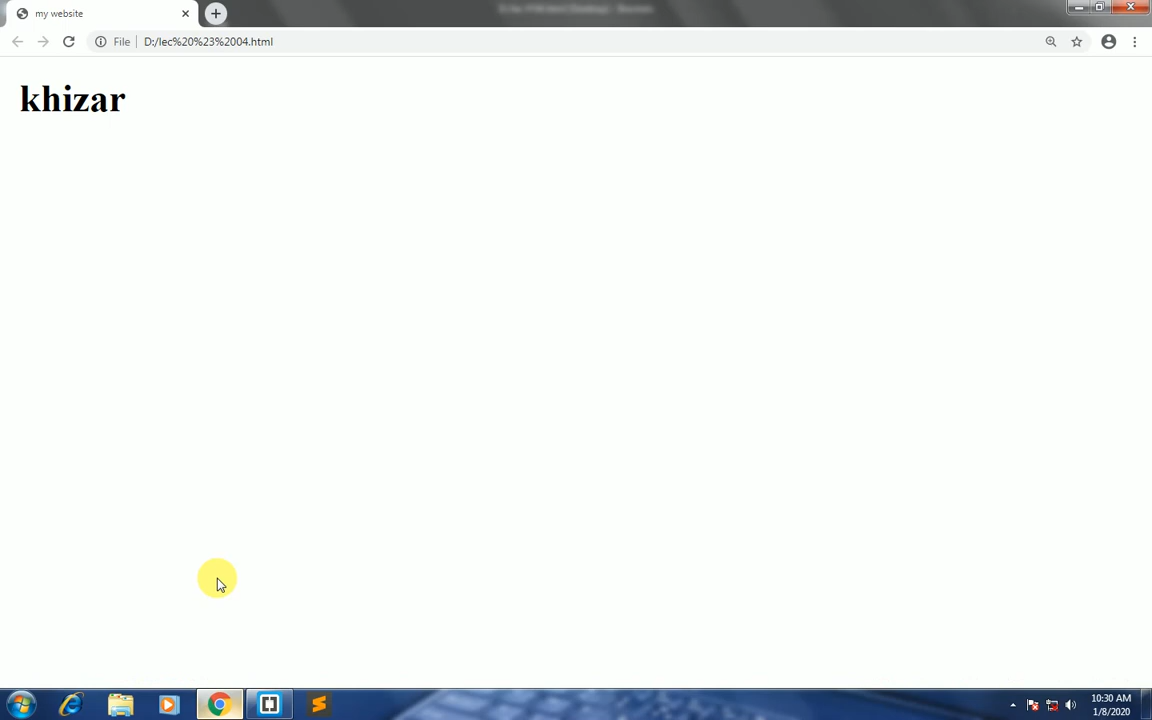 my website
File
D:/lec%20%23%2004.html
khizar
10:30 AM
1/8/2020